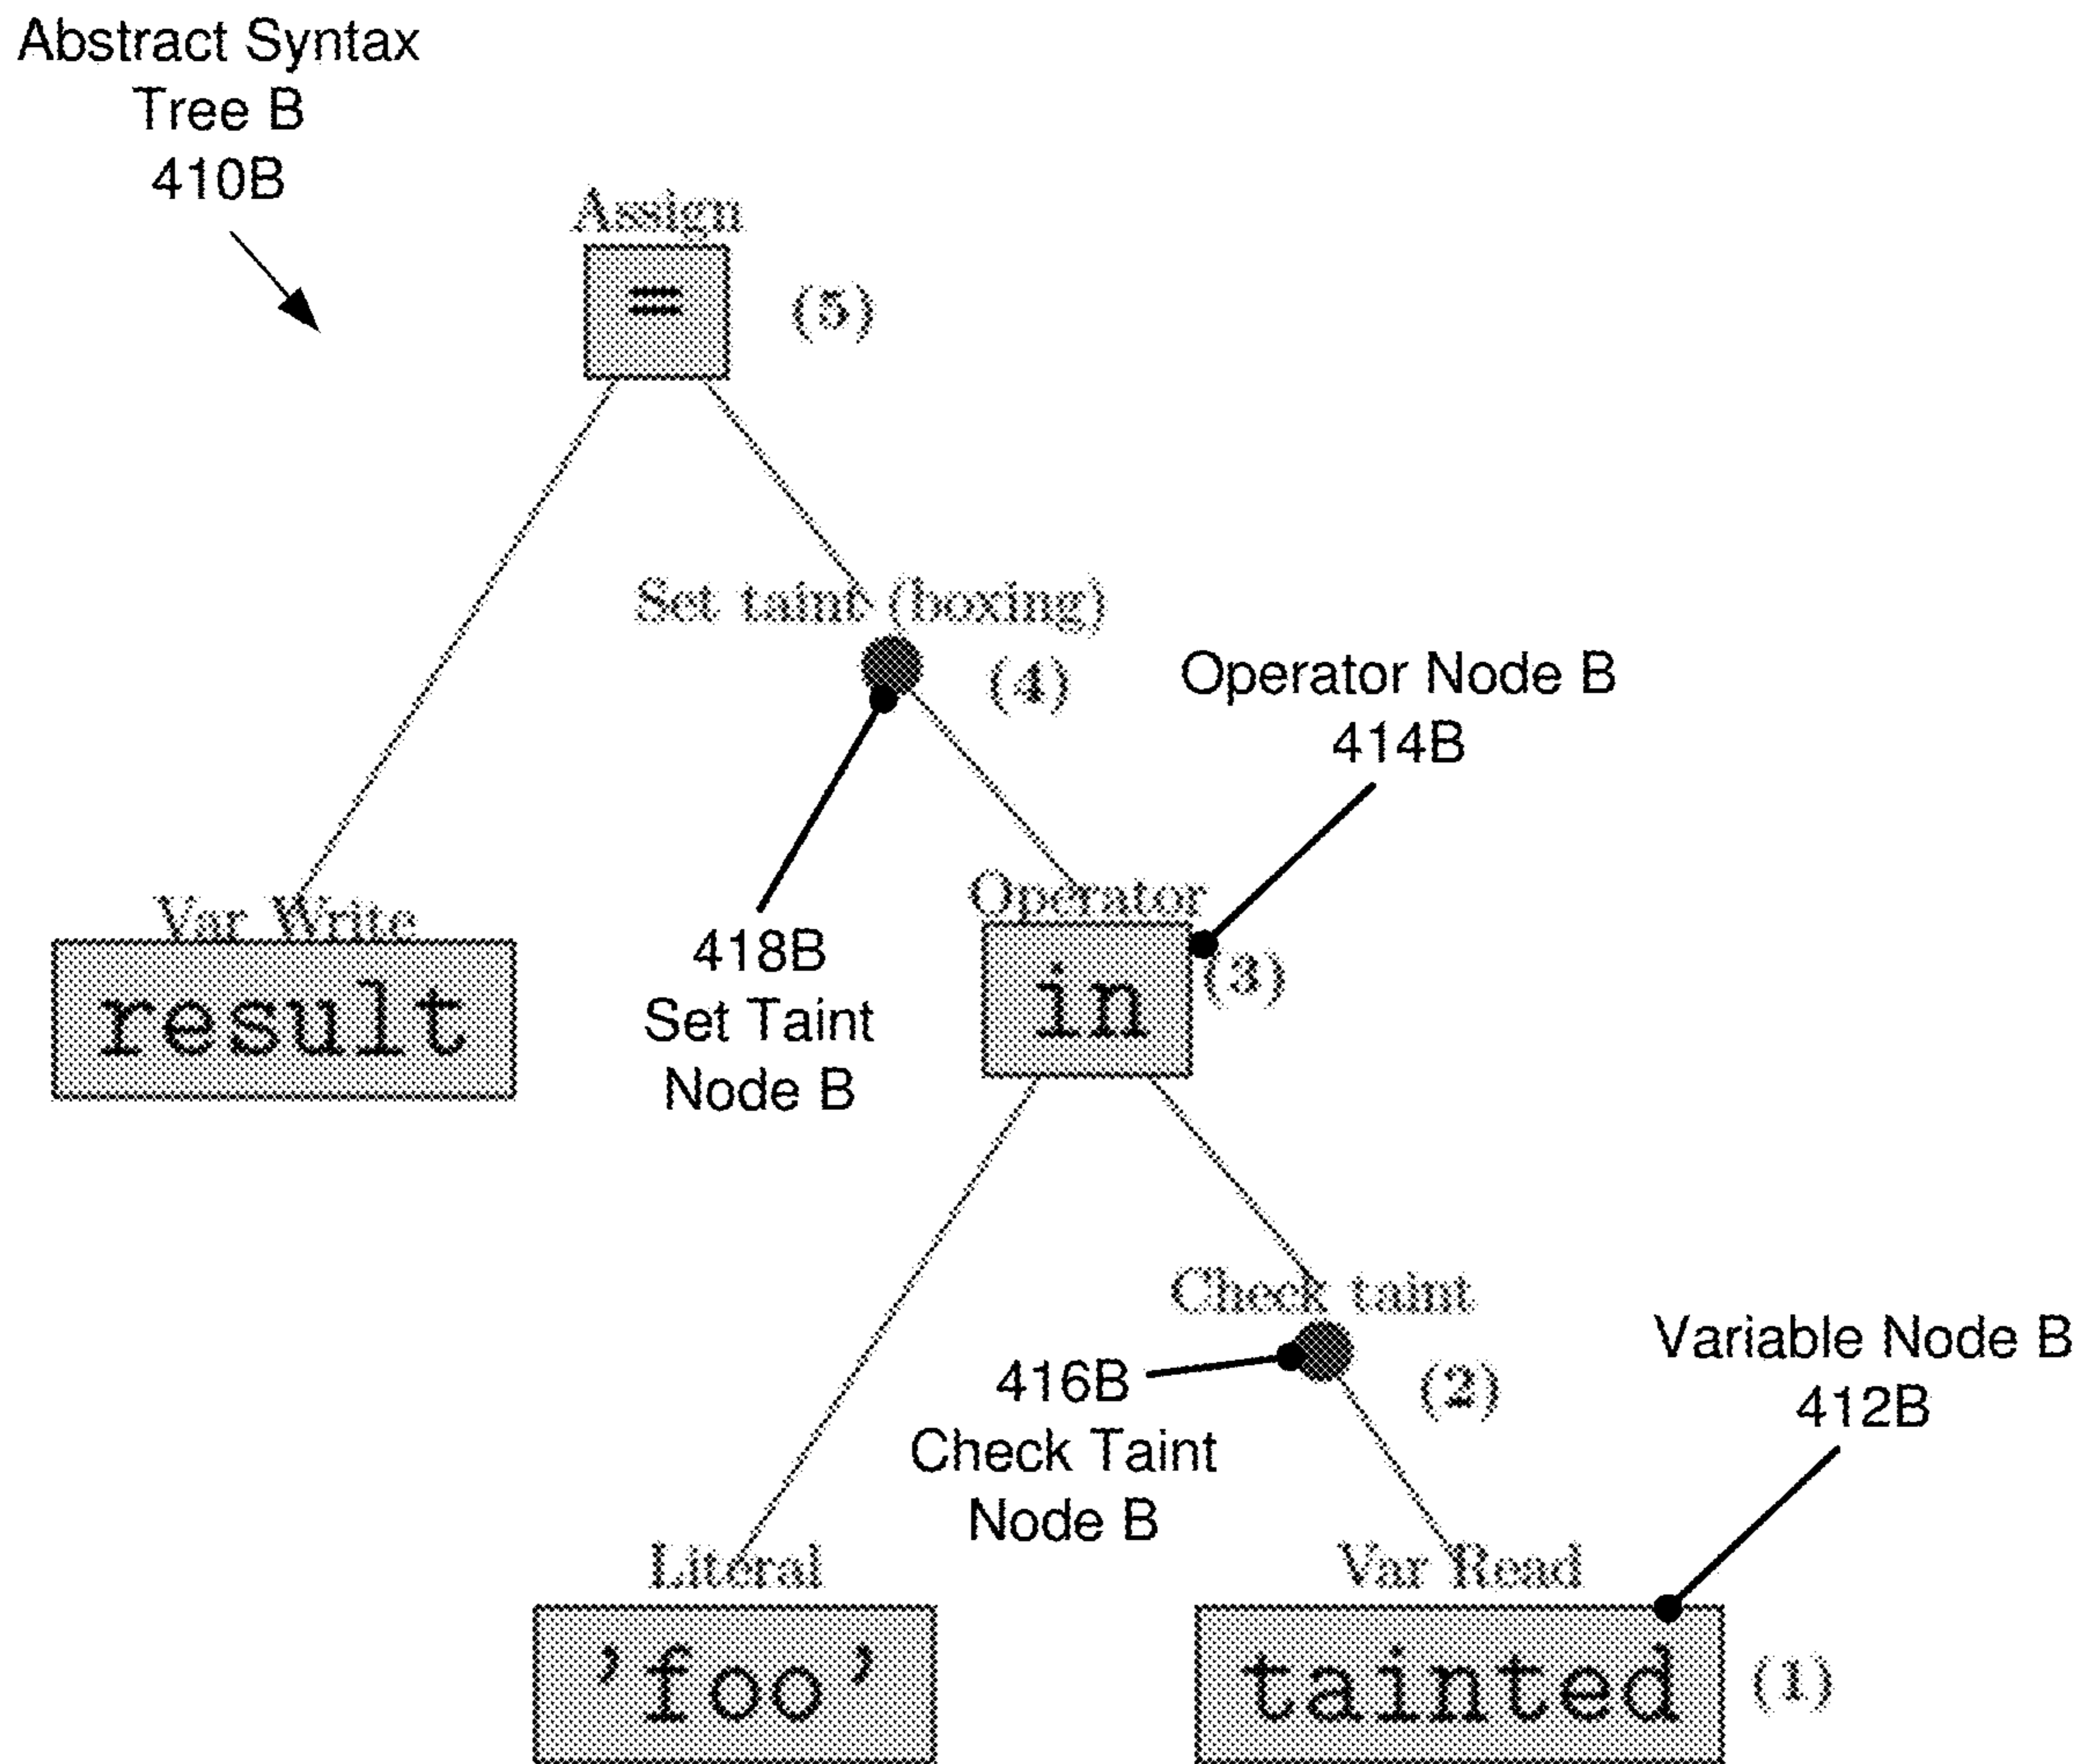 Abstract Syntax
Tree B
410B
Assign
=
(5)
Set taint (boxing)
(4)
Operator Node B
414B
Var Write
result
418B
Set Taint
Node B
Operator
in
(3)
Check taint
416B
Check Taint
Node B
(2)
Variable Node B
412B
Literal
'foo'
Var Read
tainted
(1)